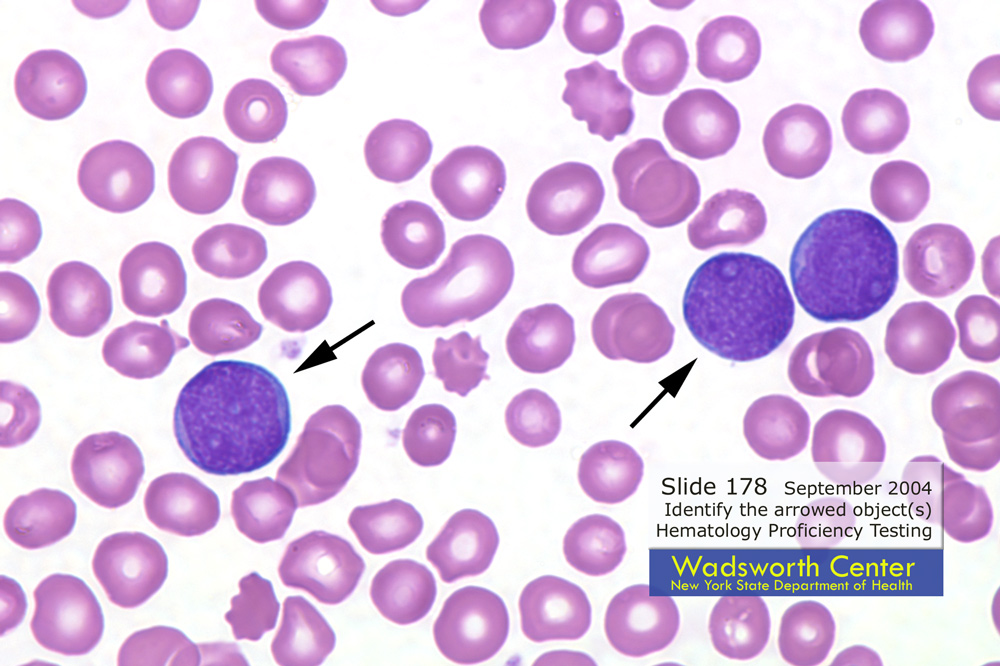 Slide 178 September 2004
Identify the arrowed object(s)
Hematology Proficiency Testing
Wadsworth Center
New York State Department of Health